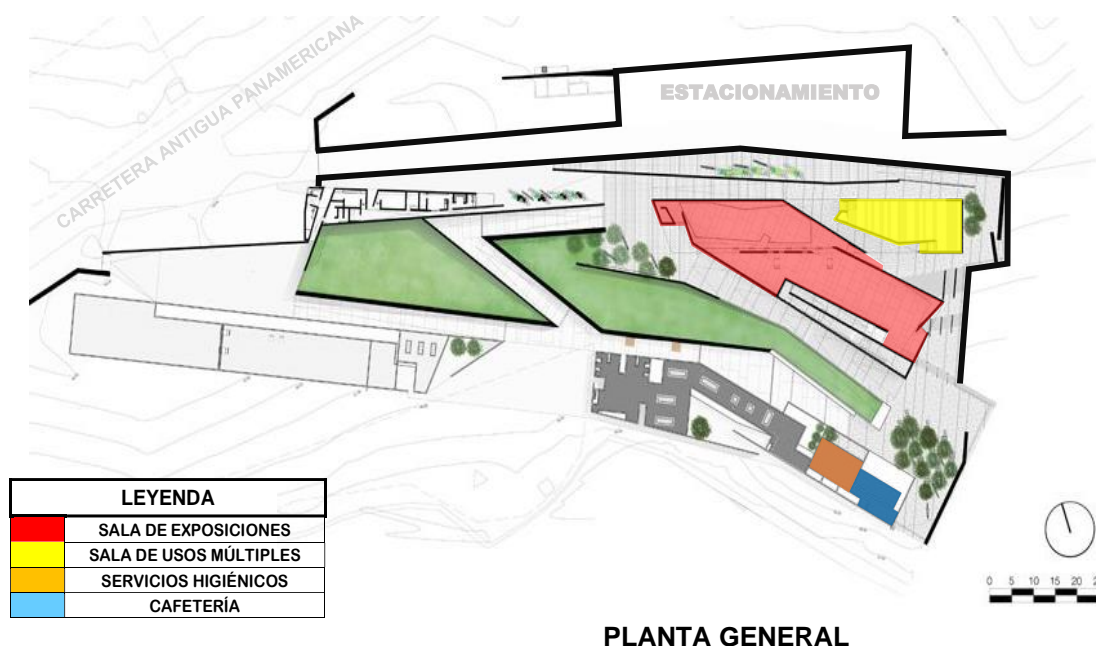 CARRETERA ANTIGUA PANAMERICANA
ESTACIONAMIENTO
LEYENDA
SALA DE EXPOSICIONES
SALA DE USOS MÚLTIPLES
SERVICIOS HIGIÉNICOS
CAFETERÍA
0 5 10 15 20
PLANTA GENERAL